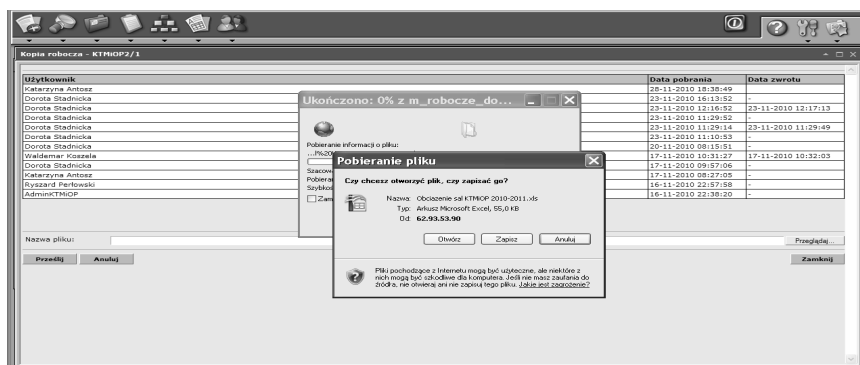 Kopia robocza - KTMiOP2/1
Użytkownik Data pobrania Data zwrotu
Katarzyna Antosz 28-11-2010 18:38:49
Dorota Stadnicka 23-11-2010 16:13:52 -
Dorota Stadnicka 23-11-2010 12:16:52 23-11-2010 12:17:13
Dorota Stadnicka 23-11-2010 11:29:52 -
Dorota Stadnicka 23-11-2010 11:29:14 23-11-2010 11:29:49
Dorota Stadnicka 23-11-2010 11:10:53 -
Dorota Stadnicka 20-11-2010 08:15:51 -
Waldemar Koszela 17-11-2010 10:31:27 17-11-2010 10:32:03
Dorota Stadnicka 17-11-2010 09:57:06 -
Katarzyna Antosz 17-11-2010 08:27:05 -
Ryszard Perłowski 16-11-2010 22:57:58 -
AdminKTMiOP 16-11-2010 22:38:20 -
Ukończono: 0% z m_robocze_do...
Pobieranie informacji o pliku:
Szacow
Pobieran
Szybkoś
Zam
Pobieranie pliku
Czy chcesz otworzyć plik, czy zapisać go?
Nazwa: Obciazenie sal KTMiOP 2010-2011.xls
Typ: Arkusz Microsoft Excel, 55,0 KB
Od: 62.93.53.90
Otwórz Zapisz Anuluj
Pliki pochodzące z Internetu mogą być użyteczne, ale niektóre z
nich mogą być szkodliwe dla komputera. Jeśli nie masz zaufania do
źródła, nie otwieraj ani nie zapisuj tego pliku. Jakie jest zagrożenie?
Nazwa pliku: Przeglądaj...
Prześlij Anuluj Zamknij